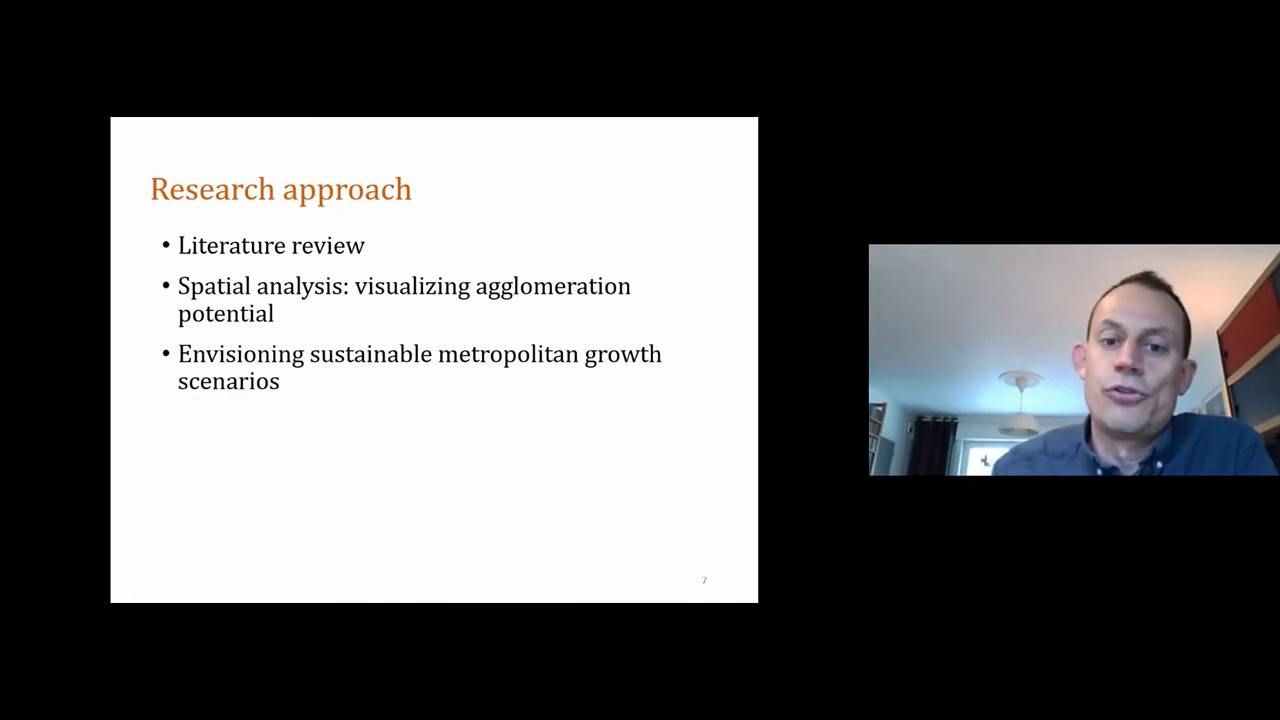 Research approach
• Literature review
• Spatial analysis: visualizing agglomeration
potential
• Envisioning sustainable metropolitan growth
scenarios
7